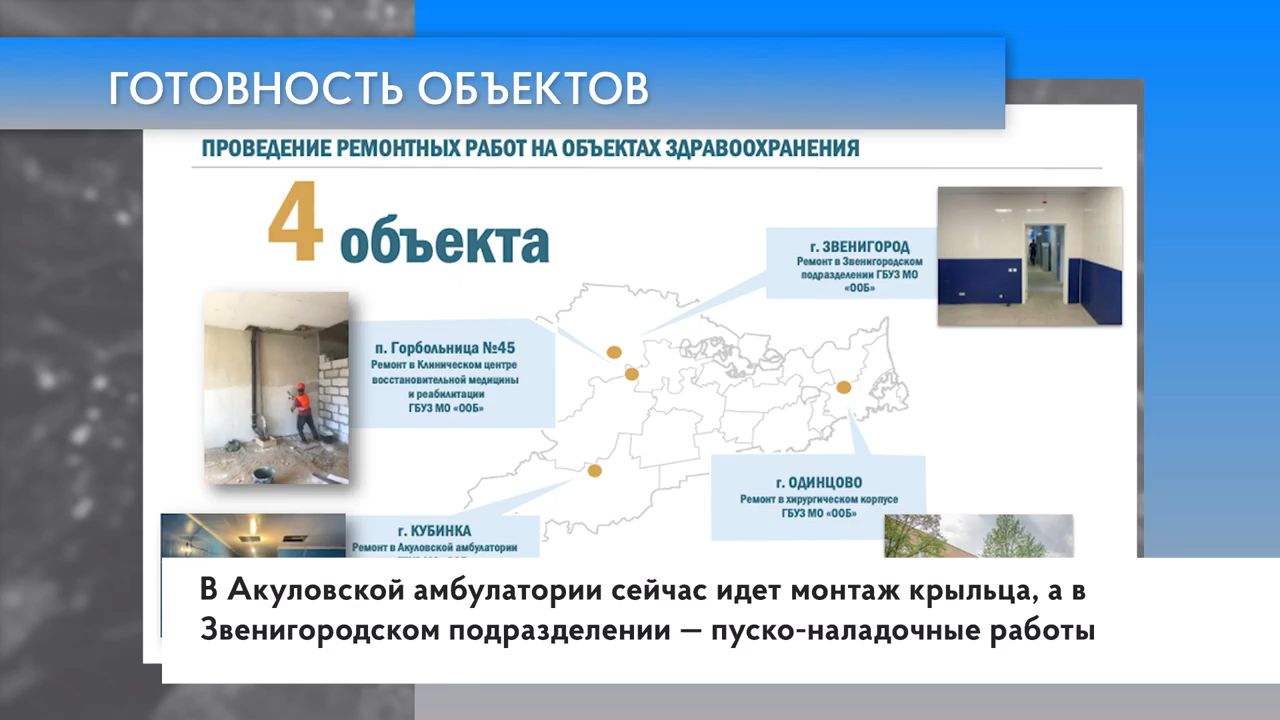 ГОТОВНОСТЬ ОБЪЕКТОВ
ПРОВЕДЕНИЕ РЕМОНТНЫХ РАБОТ НА ОБЪЕКТАХ ЗДРАВООХРАНЕНИЯ
4 объекта
г. ЗВЕНИГОРОД
Ремонт в Звенигородском
подразделении ГБУЗ МО
«ООБ»
п. Горбольница №45
Ремонт в Клиническом центре
восстановительной медицины
и реабилитации
ГБУЗ МО «ООБ»
г. ОДИНЦОВО
Ремонт в хирургическом корпусе
ГБУЗ МО «ООБ»
г. КУБИНКА
Ремонт в Акуловской амбулатории
В Акуловской амбулатории сейчас идет монтаж крыльца, а в
Звенигородском подразделении — пуско-наладочные работы